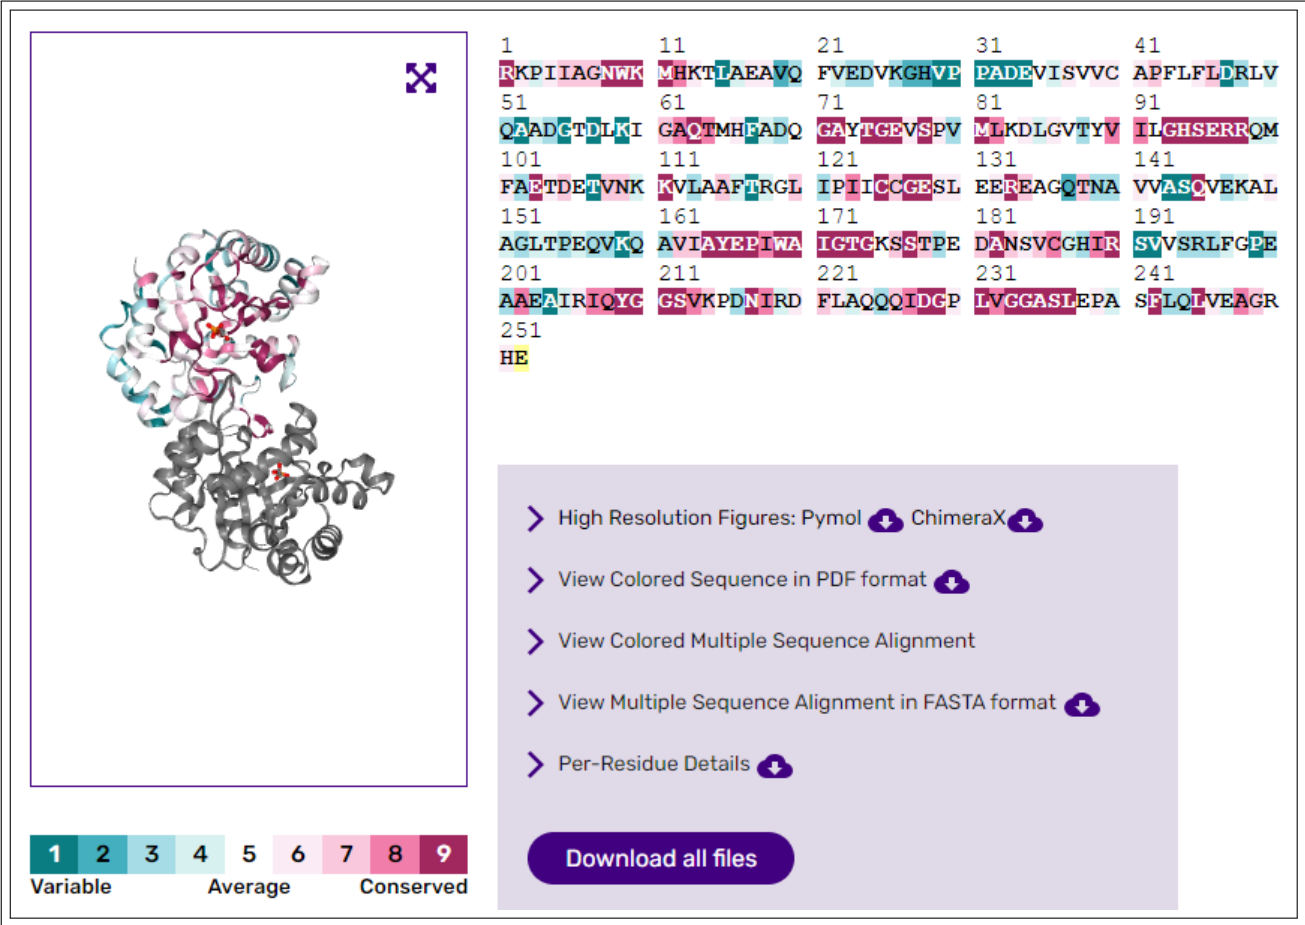 1 11 21 31 41
RKPIIAGNWK MHKTLAEAVQ FVEDVKGHVP PADEVISVVC APFLFLDRLV
51 61 71 81 91
QAADGTDLKI GAQTMHFADQ GAYTGEVSPV MLKDLGVTYV ILGHSERRQM
101 111 121 131 141
FAETDETVNK KVLAAFTRGL IPIICCGESL EEREAGQTNA VVASQVEKAL
151 161 171 181 191
AGLTPEQVKQ AVIAYEPIWA IGTGKSSTPE DANSVCGHIR SVVSRLFGPE
201 211 221 231 241
AAEAIRIQYG GSVKPDNIRD FLAQQQIDGP LVGGASLEPA SFLQLVEAGR
251
HE
High Resolution Figures: Pymol ChimeraX
View Colored Sequence in PDF format
View Colored Multiple Sequence Alignment
View Multiple Sequence Alignment in FASTA format
Per-Residue Details
Download all files
1 2 3 4 5 6 7 8 9
Variable Average Conserved